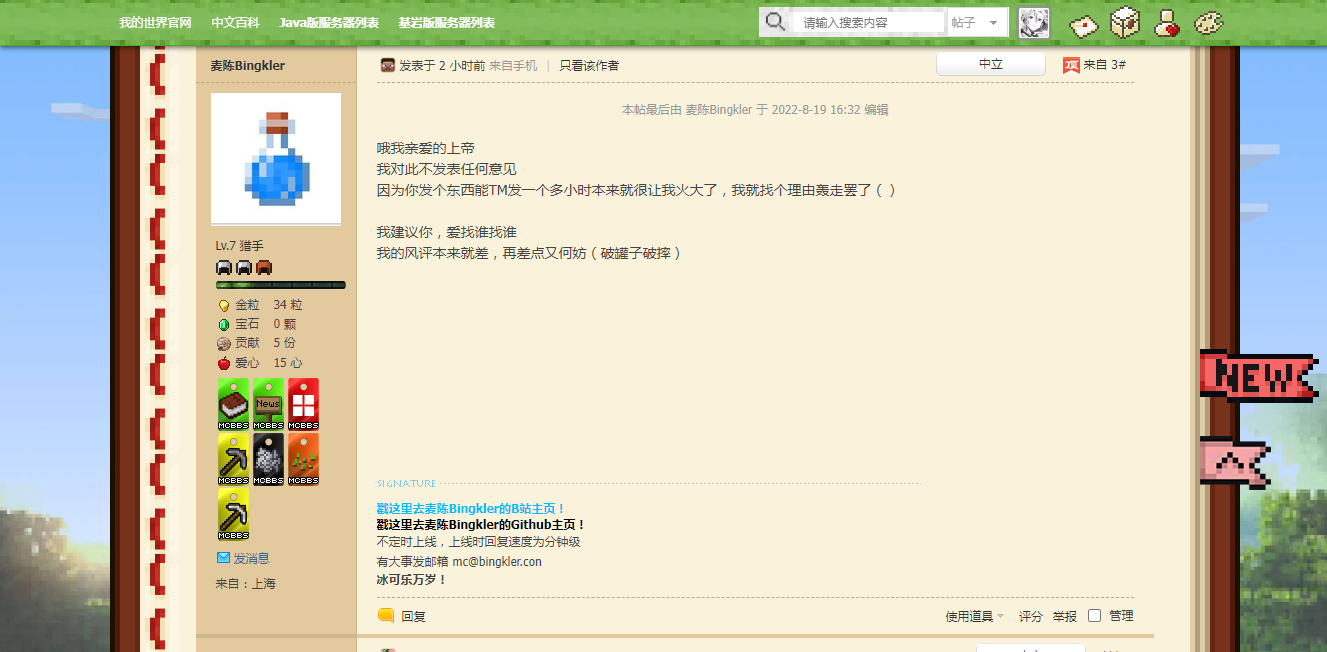 我的世界官网 中文百科 Java版服务器列表 基岩版服务器列表 请输入搜索内容 帖子
麦陈Bingkler 发表于 2 小时前 来自手机 | 只看该作者 中立 顶 来自 3#
本帖最后由 麦陈Bingkler 于 2022-8-19 16:32 编辑
哦我亲爱的上帝
我对此不发表任何意见
因为你发个东西能TM发一个多小时本来就很让我火大了，我就找个理由轰走罢了（ ）
我建议你，爱找谁找谁
我的风评本来就差，再差点又何妨（破罐子破摔）
Lv.7 猎手
金粒 34 粒
宝石 0 颗
贡献 5 份
爱心 15 心
News
MCBBS MCBBS MCBBS
MCBBS MCBBS MCBBS
MCBBS
发消息
来自：上海
SIGNATURE
戳这里去麦陈Bingkler的B站主页！
戳这里去麦陈Bingkler的Github主页！
不定时上线，上线时回复速度为分钟级
有大事发邮箱 mc@bingkler.con
冰可乐万岁！
回复 使用道具 评分 举报 管理
NEW